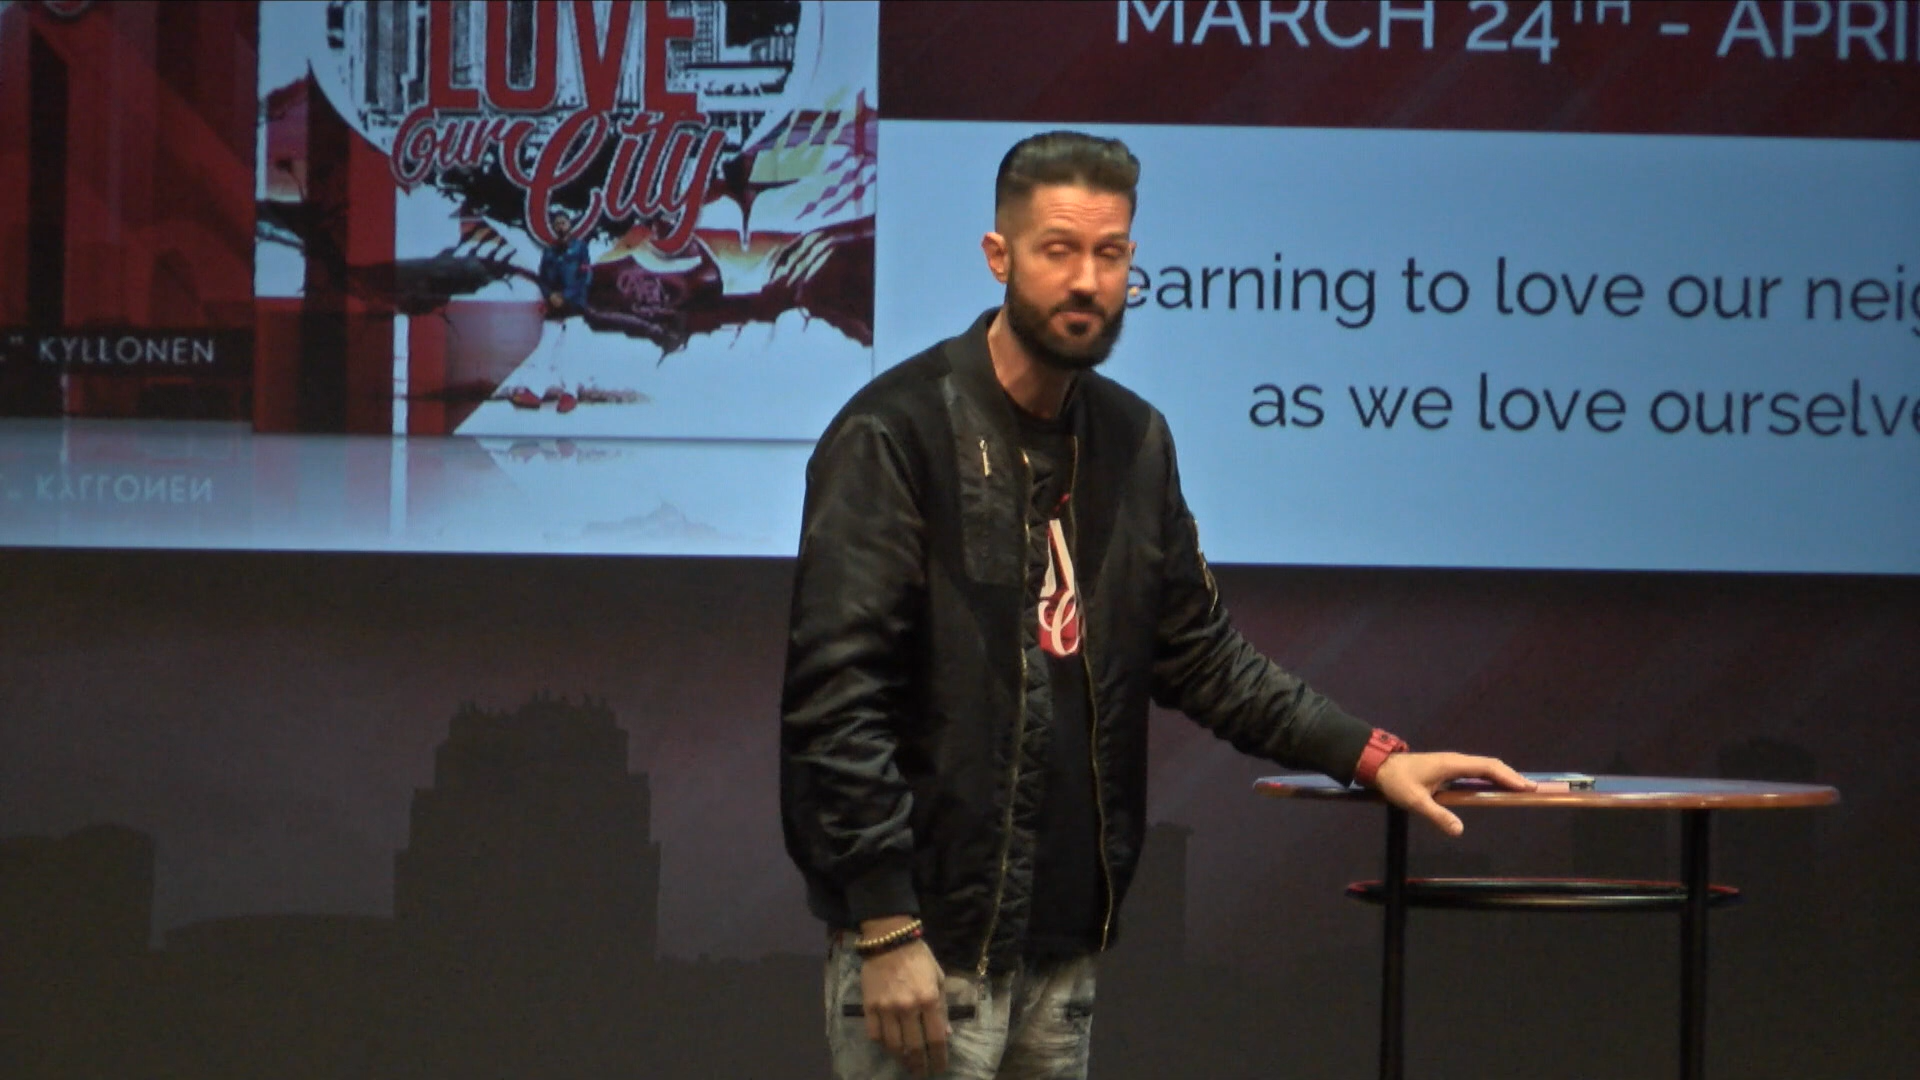 LOVE
our City
." KYLLONEN
MARCH 24TH - APRI
earning to love our neig
as we love ourselve